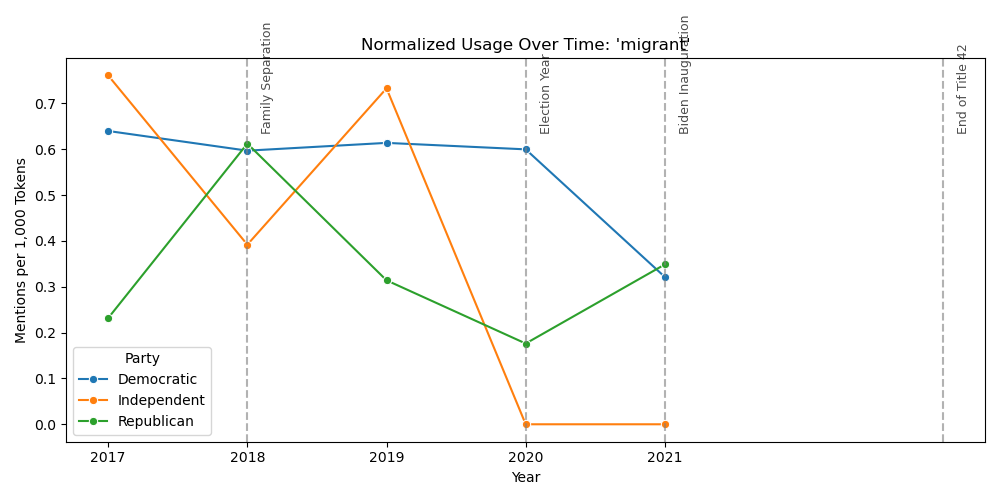 Normalized Usage Over Time: 'migrant'
Family Separation
Election Year
Biden Inauguration
End of Title 42
Mentions per 1,000 Tokens
0.7
0.6
0.5
0.4
0.3
0.2
0.1
0.0
Party
Democratic
Independent
Republican
2017 2018 2019 2020 2021
Year